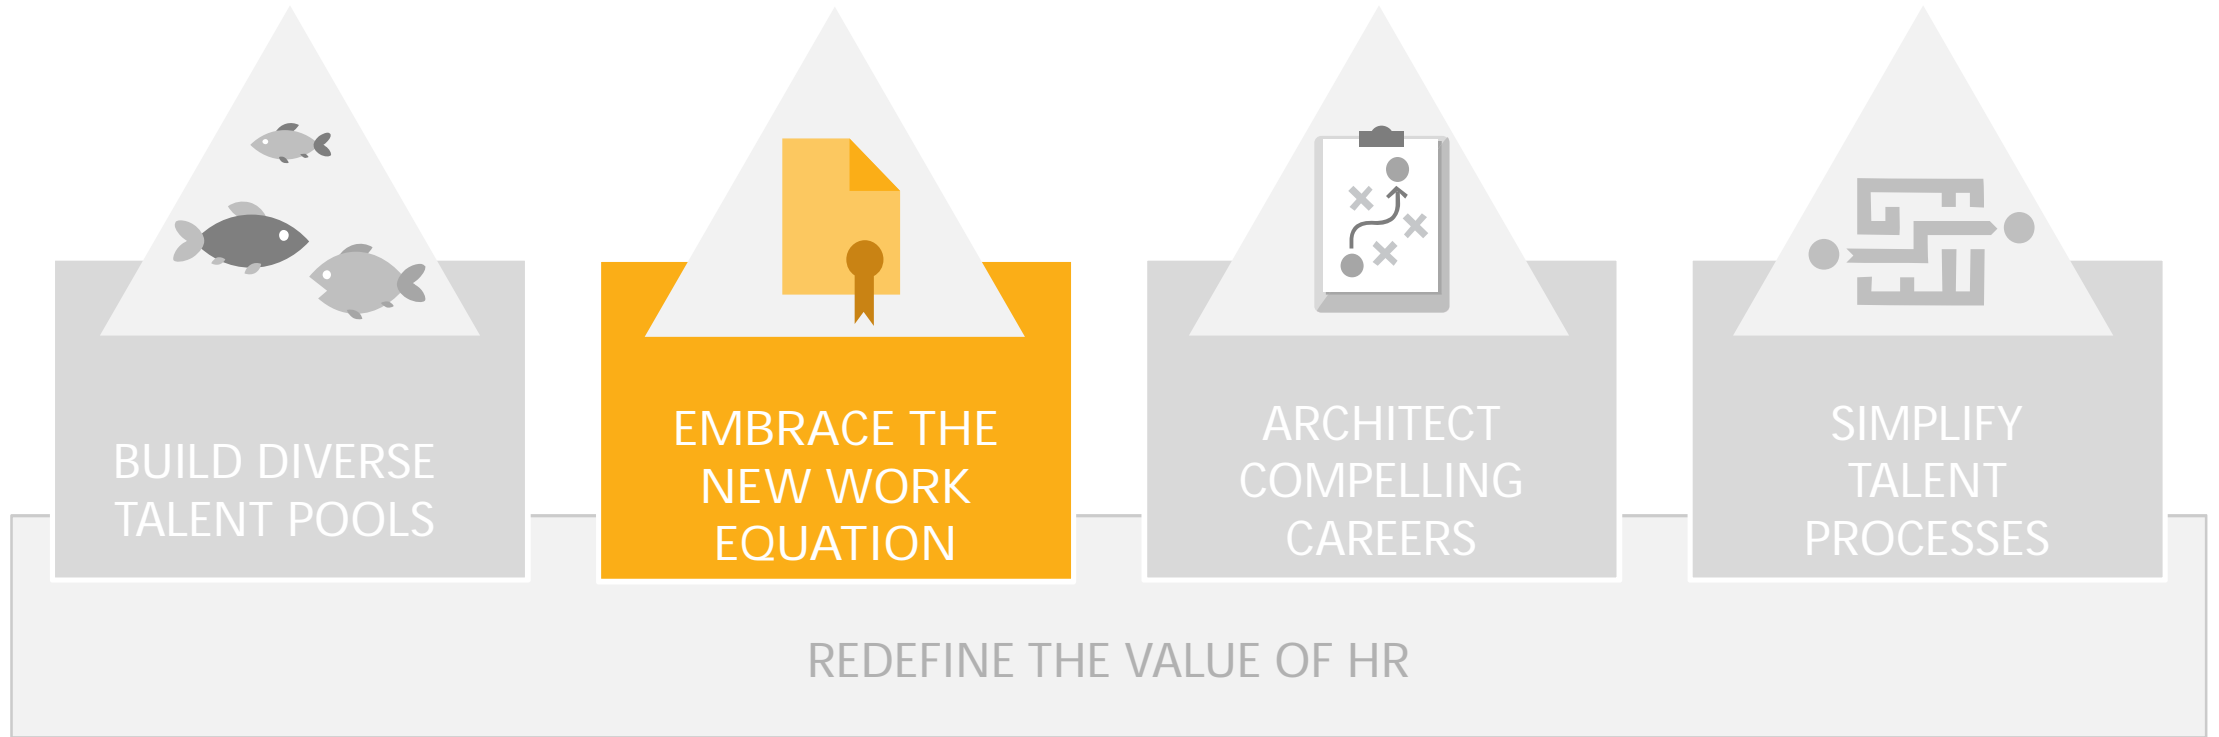 BUILD DIVERSE
TALENT POOLS
EMBRACE THE
NEW WORK
EQUATION
ARCHITECT
COMPELLING
CAREERS
SIMPLIFY
TALENT
PROCESSES
REDEFINE THE VALUE OF HR